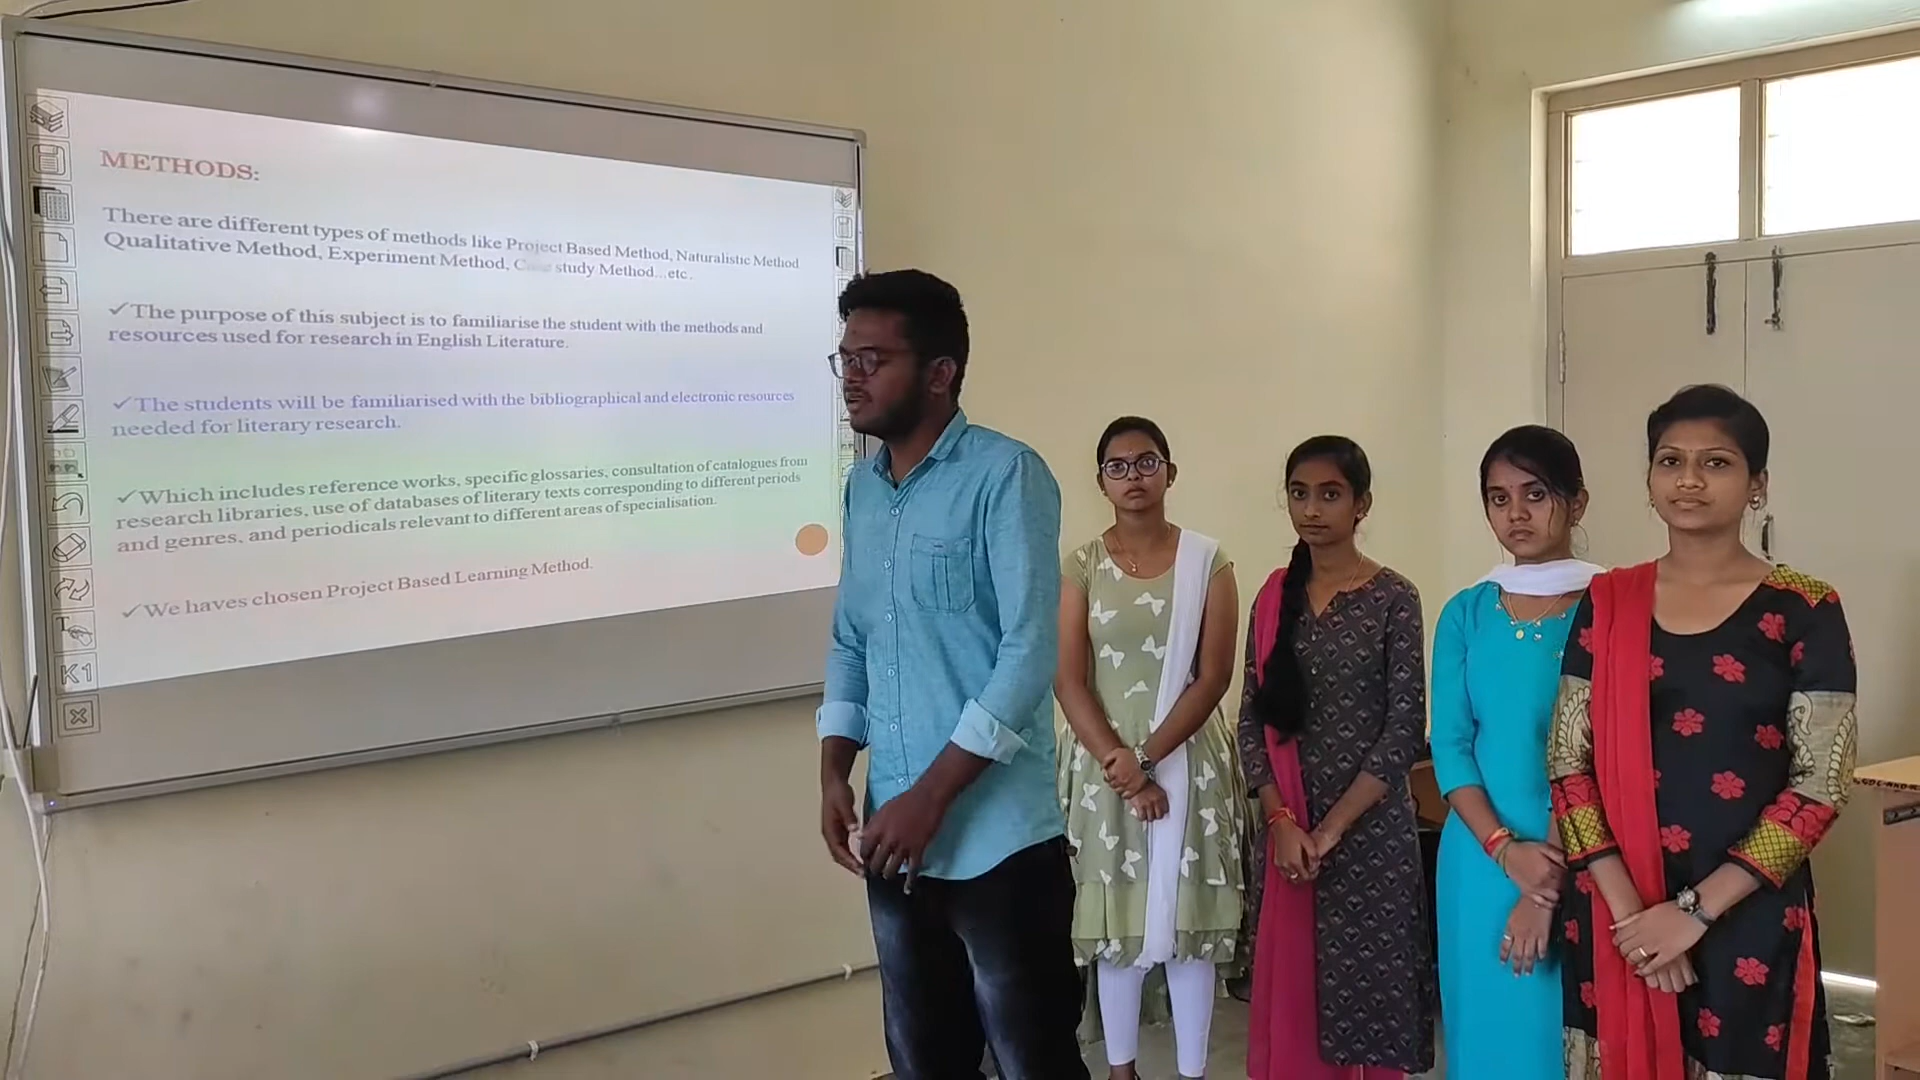 METHODS:
There are different types of methods like Project Based Method, Naturalistic Method
Qualitative Method, Experiment Method, study Method...etc.
✓The purpose of this subject is to familiarise the student with the methods and
resources used for research in English Literature.
✓The students will be familiarised with the bibliographical and electronic resources
needed for literary research.
✓Which includes reference works, specific glossaries, consultation of catalogues from
research libraries, use of databases of literary texts corresponding to different periods
and genres, and periodicals relevant to different areas of specialisation.
✓We haves chosen Project Based Learning Method.
T
K1